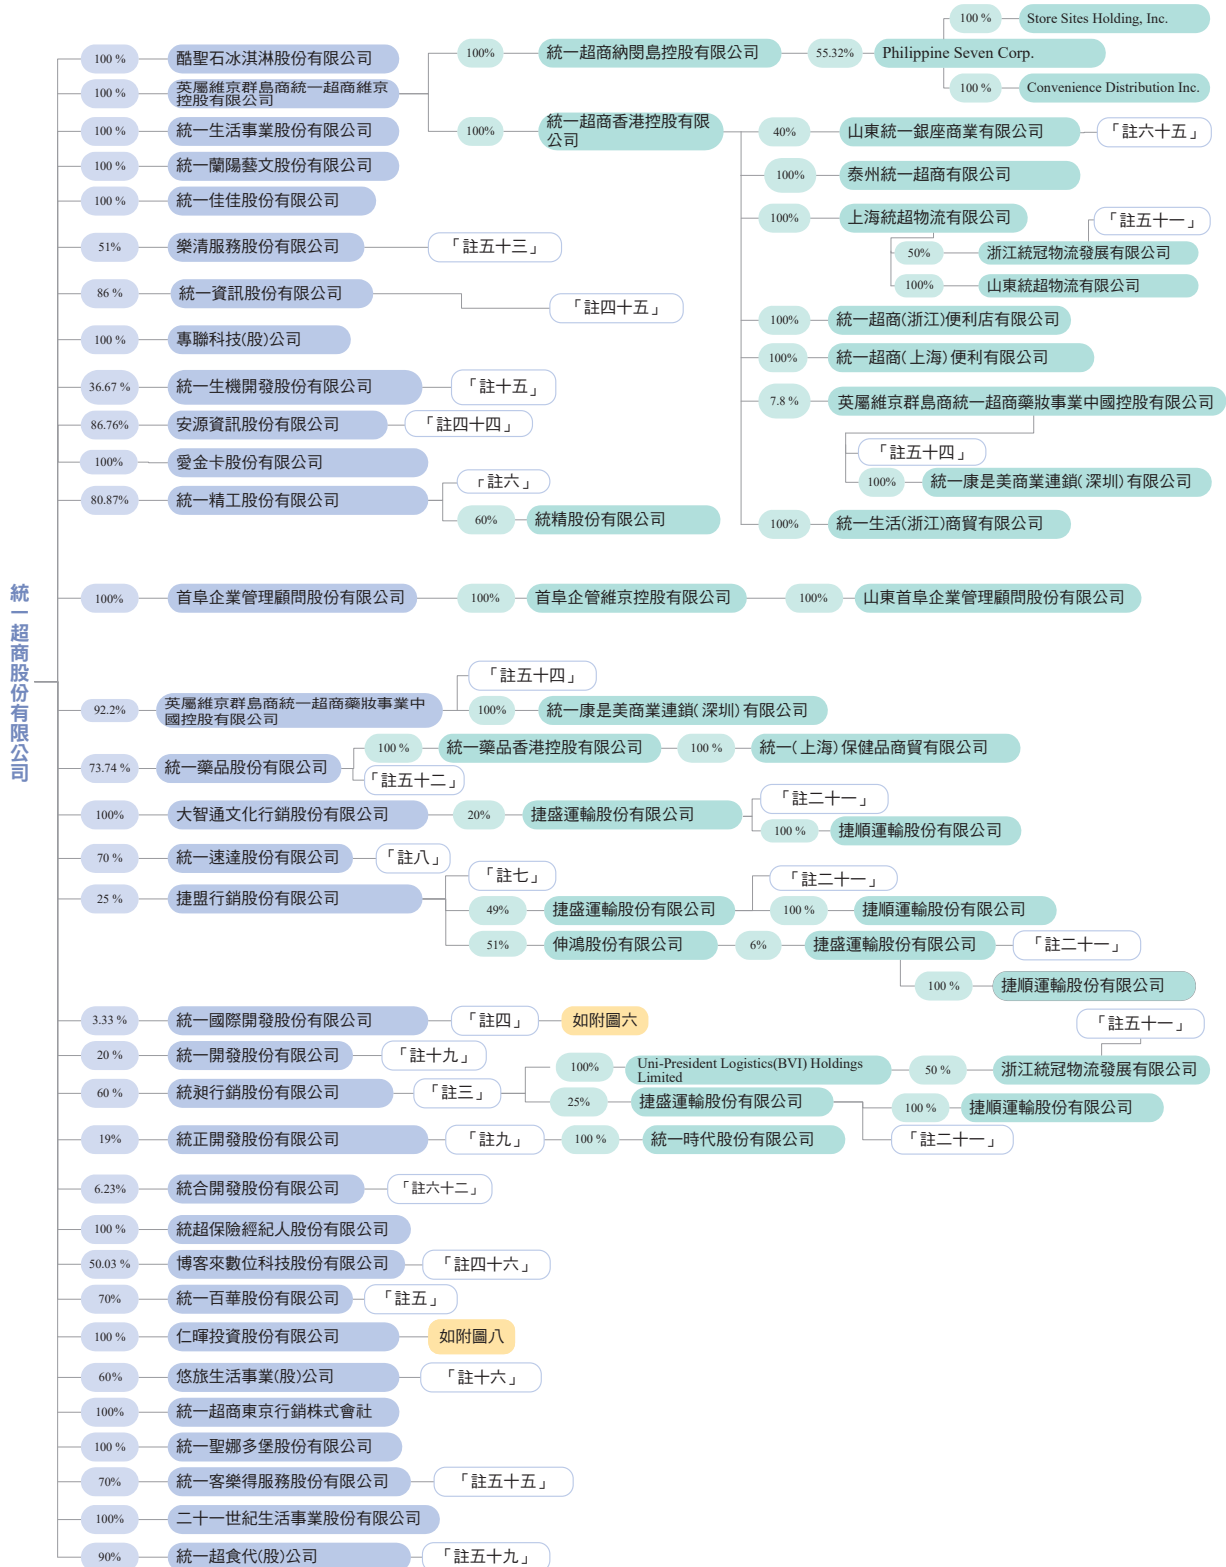 統一超商股份有限公司
100 %
酷聖石冰淇淋股份有限公司
100 %
英屬維京群島商統一超商維京
控股有限公司
100%
統一超商納閩島控股有限公司
55.32%
Philippine Seven Corp.
100 %
Store Sites Holding, Inc.
100 %
Convenience Distribution Inc.
100%
統一超商香港控股有限
公司
40%
山東統一銀座商業有限公司
「註六十五」
100%
泰州統一超商有限公司
100%
上海統超物流有限公司
「註五十一」
50%
浙江統冠物流發展有限公司
100%
山東統超物流有限公司
100%
統一超商(浙江)便利店有限公司
100%
統一超商(上海)便利有限公司
7.8 %
英屬維京群島商統一超商藥妝事業中國控股有限公司
「註五十四」
100%
統一康是美商業連鎖(深圳)有限公司
100%
統一生活(浙江)商貿有限公司
100 %
統一生活事業股份有限公司
100 %
統一蘭陽藝文股份有限公司
100 %
統一佳佳股份有限公司
51%
樂清服務股份有限公司
「註五十三」
86 %
統一資訊股份有限公司
「註四十五」
100 %
專聯科技(股)公司
36.67 %
統一生機開發股份有限公司
「註十五」
86.76%
安源資訊股份有限公司
「註四十四」
100%
愛金卡股份有限公司
80.87%
統一精工股份有限公司
「註六」
60%
統精股份有限公司
100%
首阜企業管理顧問股份有限公司
100%
首阜企管維京控股有限公司
100%
山東首阜企業管理顧問股份有限公司
92.2%
英屬維京群島商統一超商藥妝事業中
國控股有限公司
「註五十四」
100%
統一康是美商業連鎖(深圳)有限公司
73.74 %
統一藥品股份有限公司
100 %
統一藥品香港控股有限公司
100 %
統一(上海)保健品商貿有限公司
「註五十二」
100%
大智通文化行銷股份有限公司
20%
捷盛運輸股份有限公司
「註二十一」
100 %
捷順運輸股份有限公司
70 %
統一速達股份有限公司
「註八」
25 %
捷盟行銷股份有限公司
「註七」
49%
捷盛運輸股份有限公司
「註二十一」
100 %
捷順運輸股份有限公司
51%
伸鴻股份有限公司
6%
捷盛運輸股份有限公司
「註二十一」
100 %
捷順運輸股份有限公司
3.33 %
統一國際開發股份有限公司
「註四」
如附圖六
20 %
統一開發股份有限公司
「註十九」
60 %
統昶行銷股份有限公司
「註三」
100%
Uni-President Logistics(BVI) Holdings
Limited
50 %
浙江統冠物流發展有限公司
「註五十一」
25%
捷盛運輸股份有限公司
100 %
捷順運輸股份有限公司
「註二十一」
19%
統正開發股份有限公司
「註九」
100 %
統一時代股份有限公司
6.23%
統合開發股份有限公司
「註六十二」
100 %
統超保險經紀人股份有限公司
50.03 %
博客來數位科技股份有限公司
「註四十六」
70%
統一百華股份有限公司
「註五」
100 %
仁暉投資股份有限公司
如附圖八
60%
悠旅生活事業(股)公司
「註十六」
100%
統一超商東京行銷株式會社
100 %
統一聖娜多堡股份有限公司
70%
統一客樂得服務股份有限公司
「註五十五」
100%
二十一世紀生活事業股份有限公司
90%
統一超食代(股)公司
「註五十九」